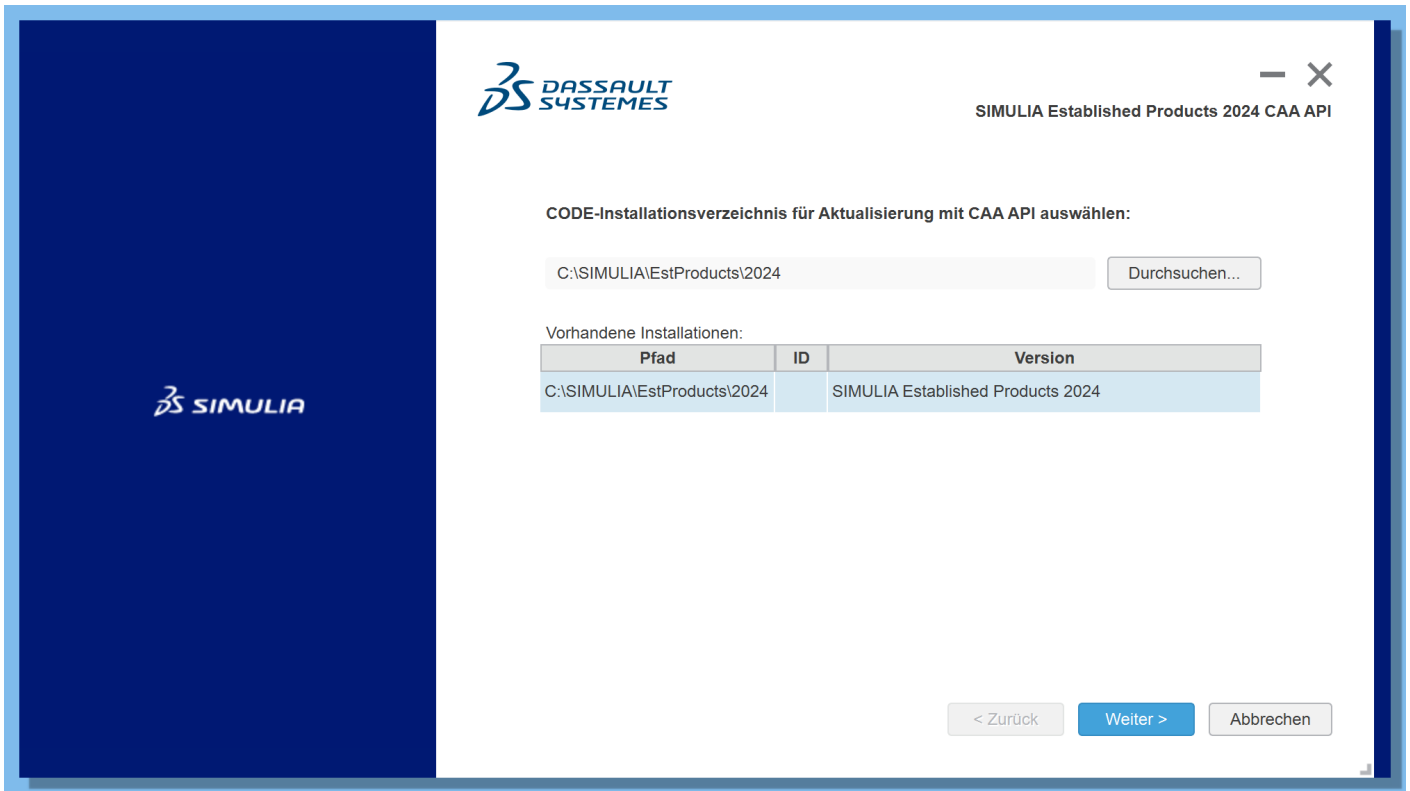 DASSAULT
SYSTEMES
SIMULIA Established Products 2024 CAA API
CODE-Installationsverzeichnis für Aktualisierung mit CAA API auswählen:
C:\SIMULIA\EstProducts\2024
Durchsuchen...
Vorhandene Installationen:
Pfad ID Version
C:\SIMULIA\EstProducts\2024 SIMULIA Established Products 2024
SIMULIA
< Zurück Weiter > Abbrechen